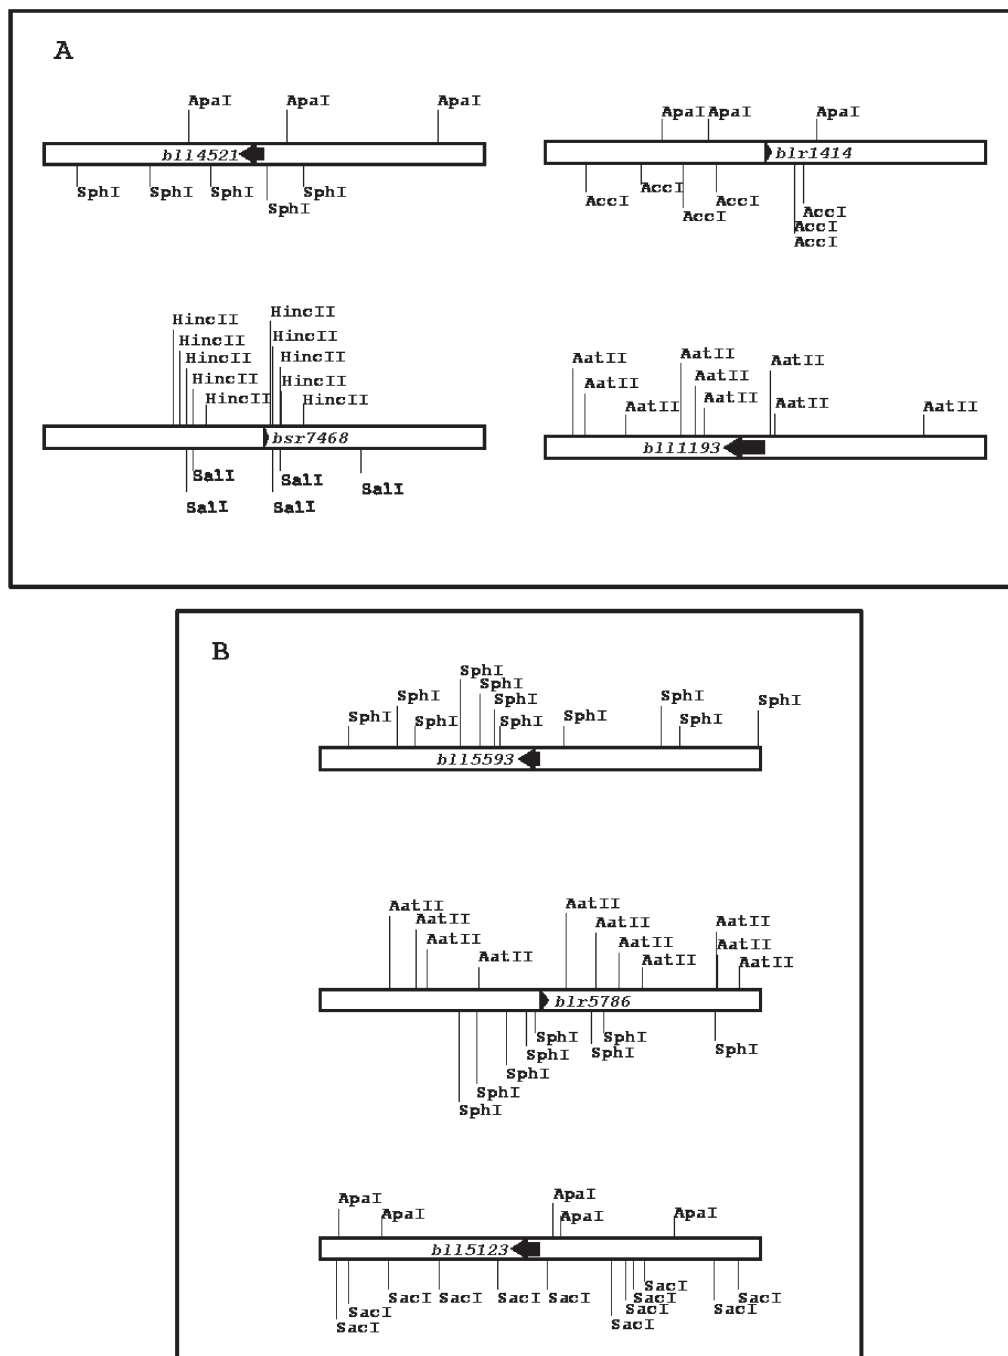 A
ApaI ApaI ApaI
bll4521
SphI SphI SphI SphI
SphI
ApaI ApaI ApaI
blr1414
AccI
AccI AccI
AccI AccI
AccI
AccI
HincII
HincII
HincII
HincII
HincII
HincII
HincII
HincII
HincII
HincII
bsr7468
SalI SalI SalI
SalI SalI
AatII
AatII
AatII
AatII
AatII
AatII
AatII
AatII
AatII
bll1193
B
SphI
SphI
SphI
SphI
SphI
SphI
SphI
SphI
SphI
SphI
SphI
bll5593
AatII
AatII
AatII
AatII
AatII
AatII
AatII
AatII
AatII
AatII
AatII
blr5786
SphI SphI
SphI SphI SphI
SphI
SphI
SphI
ApaI ApaI
ApaI ApaI ApaI
bll5123
SacI
SacI SacI SacI SacI SacI SacI
SacI SacI SacI
SacI SacI